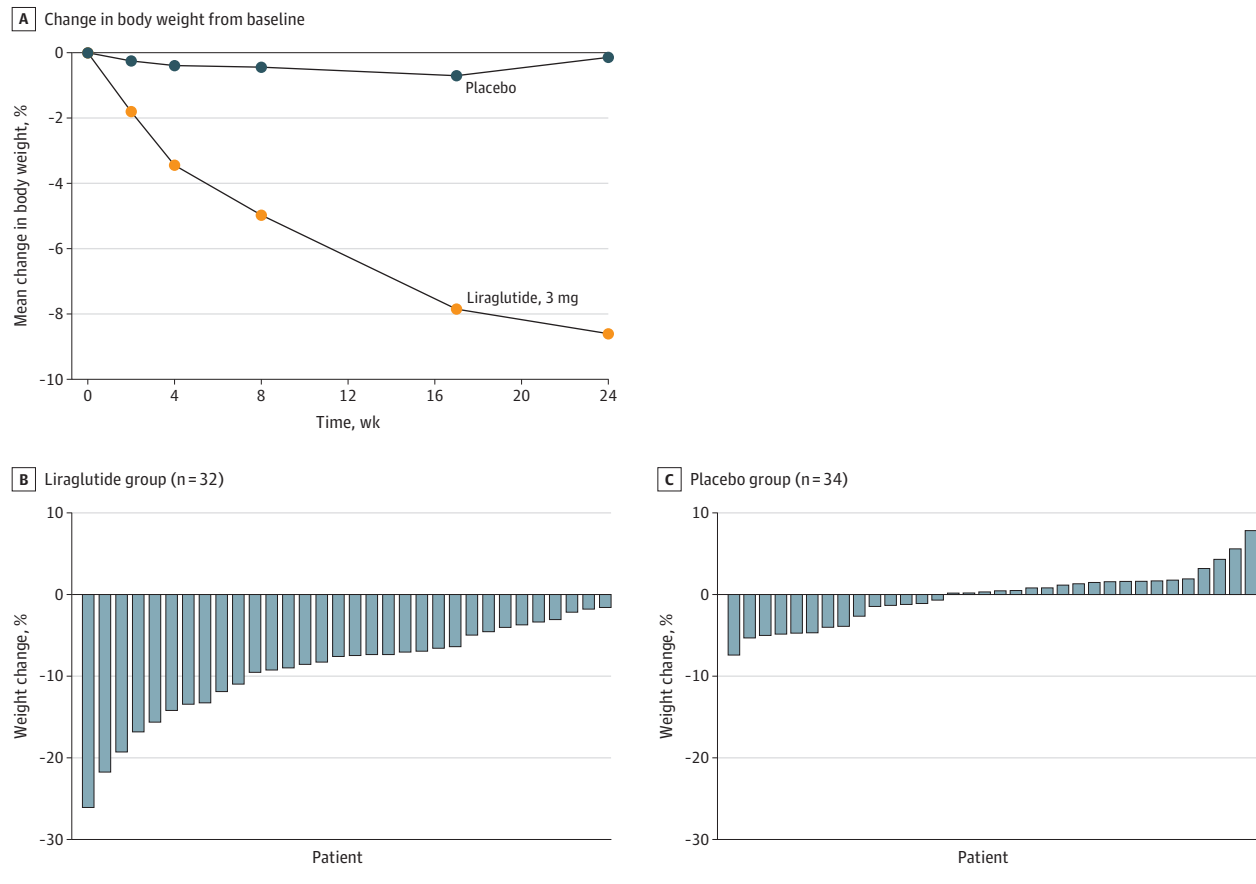 A Change in body weight from baseline
0
-2
-4
-6
-8
-10
Mean change in body weight, %
Placebo
Liraglutide, 3 mg
0 4 8 12 16 20 24
Time, wk
B Liraglutide group (n = 32)
10
0
-10
-20
-30
Weight change, %
Patient
C Placebo group (n = 34)
10
0
-10
-20
-30
Weight change, %
Patient